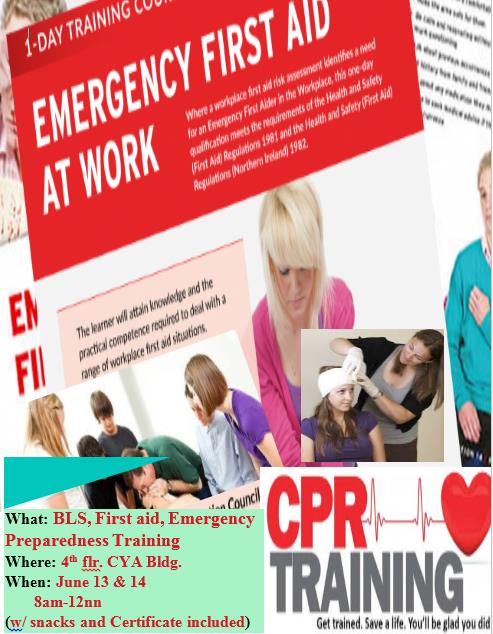 1-DAY TRAINING COU
EMERGENCY FIRST AID
AT WORK
Where a workplace first aid risk assessment identifies a need
for an Emergency First Aider in the Workplace, this one-day
qualification meets the requirements of the Health and Safety
(First Aid) Regulations 1981 and the Health and Safety (First Aid)
Regulations (Northern Ireland) 1982.
EM
FI
The learner will attain knowledge and the
practical competence required to deal with a
range of workplace first aid situations.
Council
CPR
TRAINING
Get trained. Save a life. You'll be glad you did
What: BLS, First aid, Emergency
Preparedness Training
Where: 4th flr. CYA Bldg.
When: June 13 & 14
8am-12nn
(w/ snacks and Certificate included)